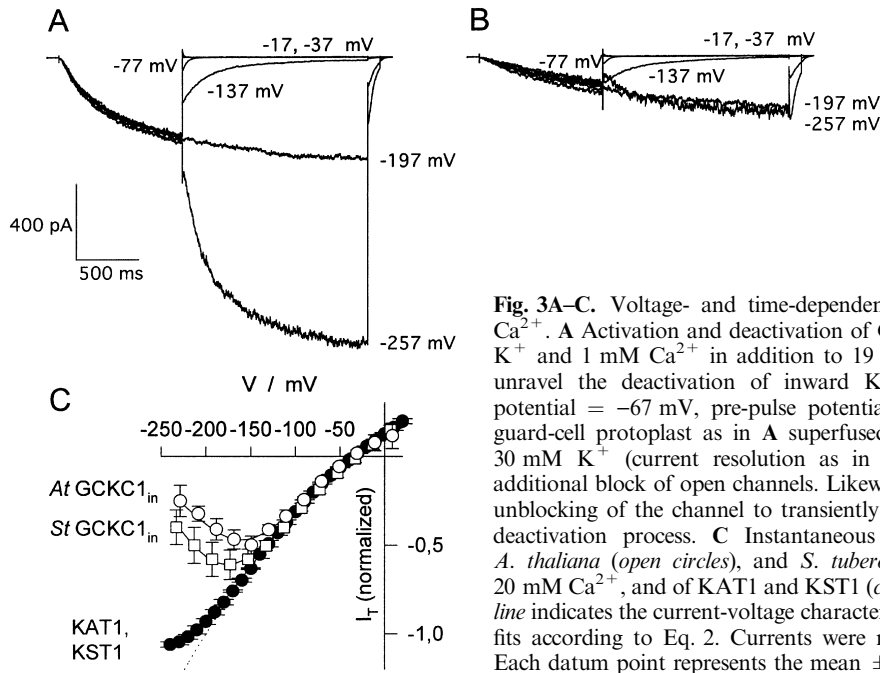 A
-17, -37 mV
-77 mV
-137 mV
-197 mV
-257 mV
400 pA
500 ms
B
-17, -37 mV
-77 mV
-137 mV
-197 mV
-257 mV
C
V / mV
-250 -200 -150 -100 -50
At GCKC1in
St GCKC1in
-0,5
-1,0
IT (normalized)
KAT1,
KST1
Fig. 3A–C. Voltage- and time-dependen
Ca2+. A Activation and deactivation of
K+ and 1 mM Ca2+ in addition to 19
unravel the deactivation of inward K
potential = −67 mV, pre-pulse potentia
guard-cell protoplast as in A superfused
30 mM K+ (current resolution as in
additional block of open channels. Likew
unblocking of the channel to transiently
deactivation process. C Instantaneous
A. thaliana (open circles), and S. tubero
20 mM Ca2+, and of KAT1 and KST1 (
line indicates the current-voltage character
fits according to Eq. 2. Currents were
Each datum point represents the mean ±